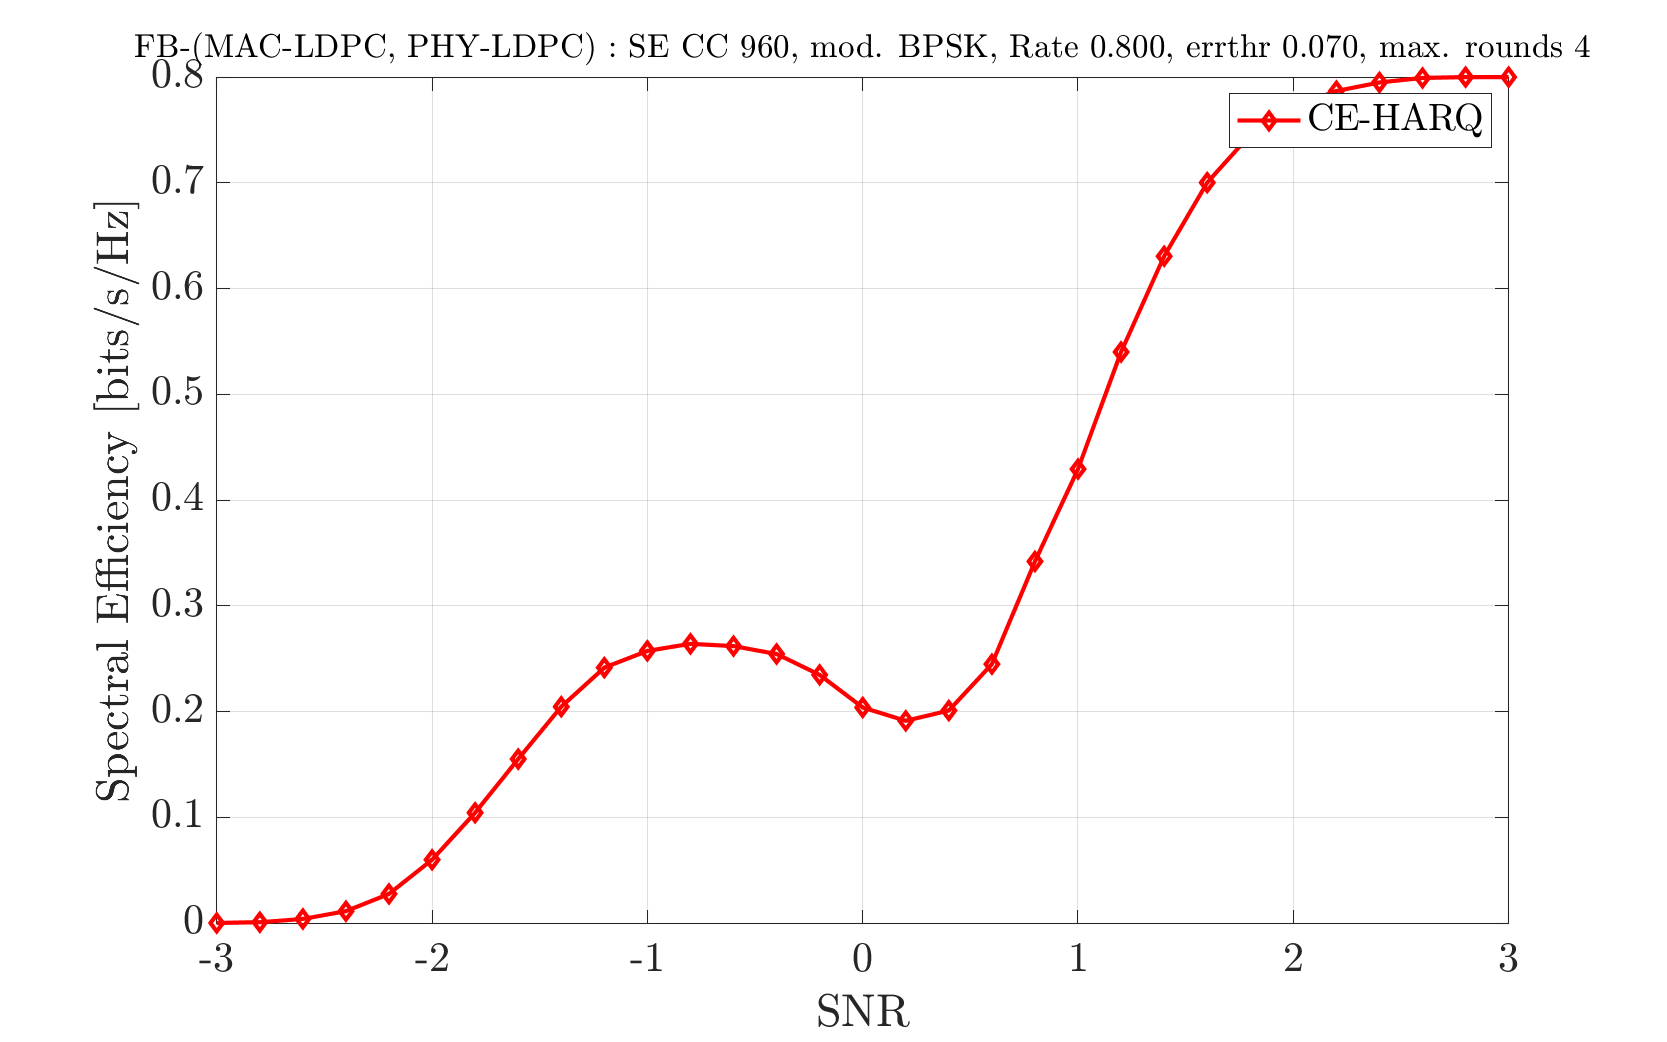 FB-(MAC-LDPC, PHY-LDPC) : SE CC 960, mod. BPSK, Rate 0.800, errthr 0.070, max. rounds 4
0.8
0.7
0.6
0.5
0.4
0.3
0.2
0.1
0
Spectral Efficiency [bits/s/Hz]
CE-HARQ
-3 -2 -1 0 1 2 3
SNR